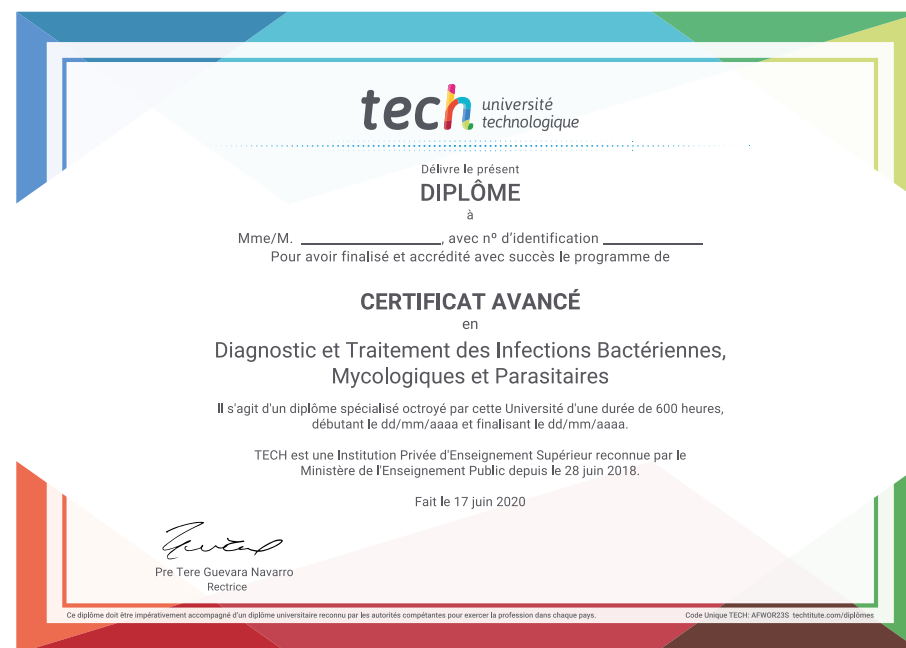 tech université
technologique
Délivre le présent
DIPLÔME
à
Mme/M. ____________________, avec nº d'identification ______________
Pour avoir finalisé et accrédité avec succès le programme de
CERTIFICAT AVANCÉ
en
Diagnostic et Traitement des Infections Bactériennes,
Mycologiques et Parasitaires
Il s'agit d'un diplôme spécialisé octroyé par cette Université d'une durée de 600 heures,
débutant le dd/mm/aaaa et finalisant le dd/mm/aaaa.
TECH est une Institution Privée d'Enseignement Supérieur reconnue par le
Ministère de l'Enseignement Public depuis le 28 juin 2018.
Fait le 17 juin 2020
Pre Tere Guevara Navarro
Rectrice
Ce diplôme doit être impérativement accompagné d'un diplôme universitaire reconnu par les autorités compétantes pour exercer la profession dans chaque pays.
Code Unique TECH: AFWOR23S techtitute.com/diplômes